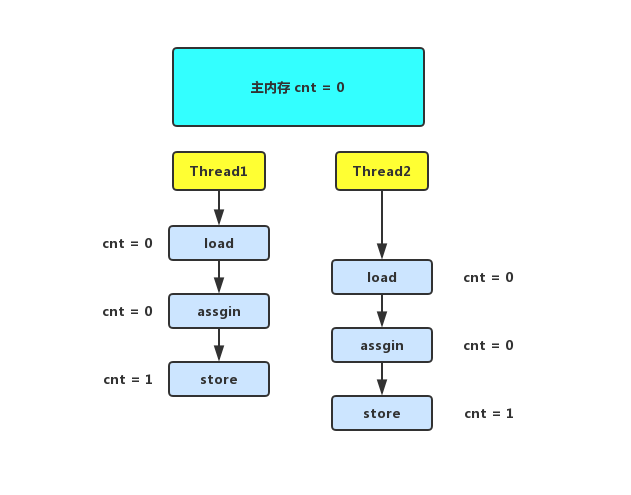 主内存 cnt = 0
Thread1
Thread2
cnt = 0
load
load
cnt = 0
cnt = 0
assgin
assgin
cnt = 0
cnt = 1
store
store
cnt = 1